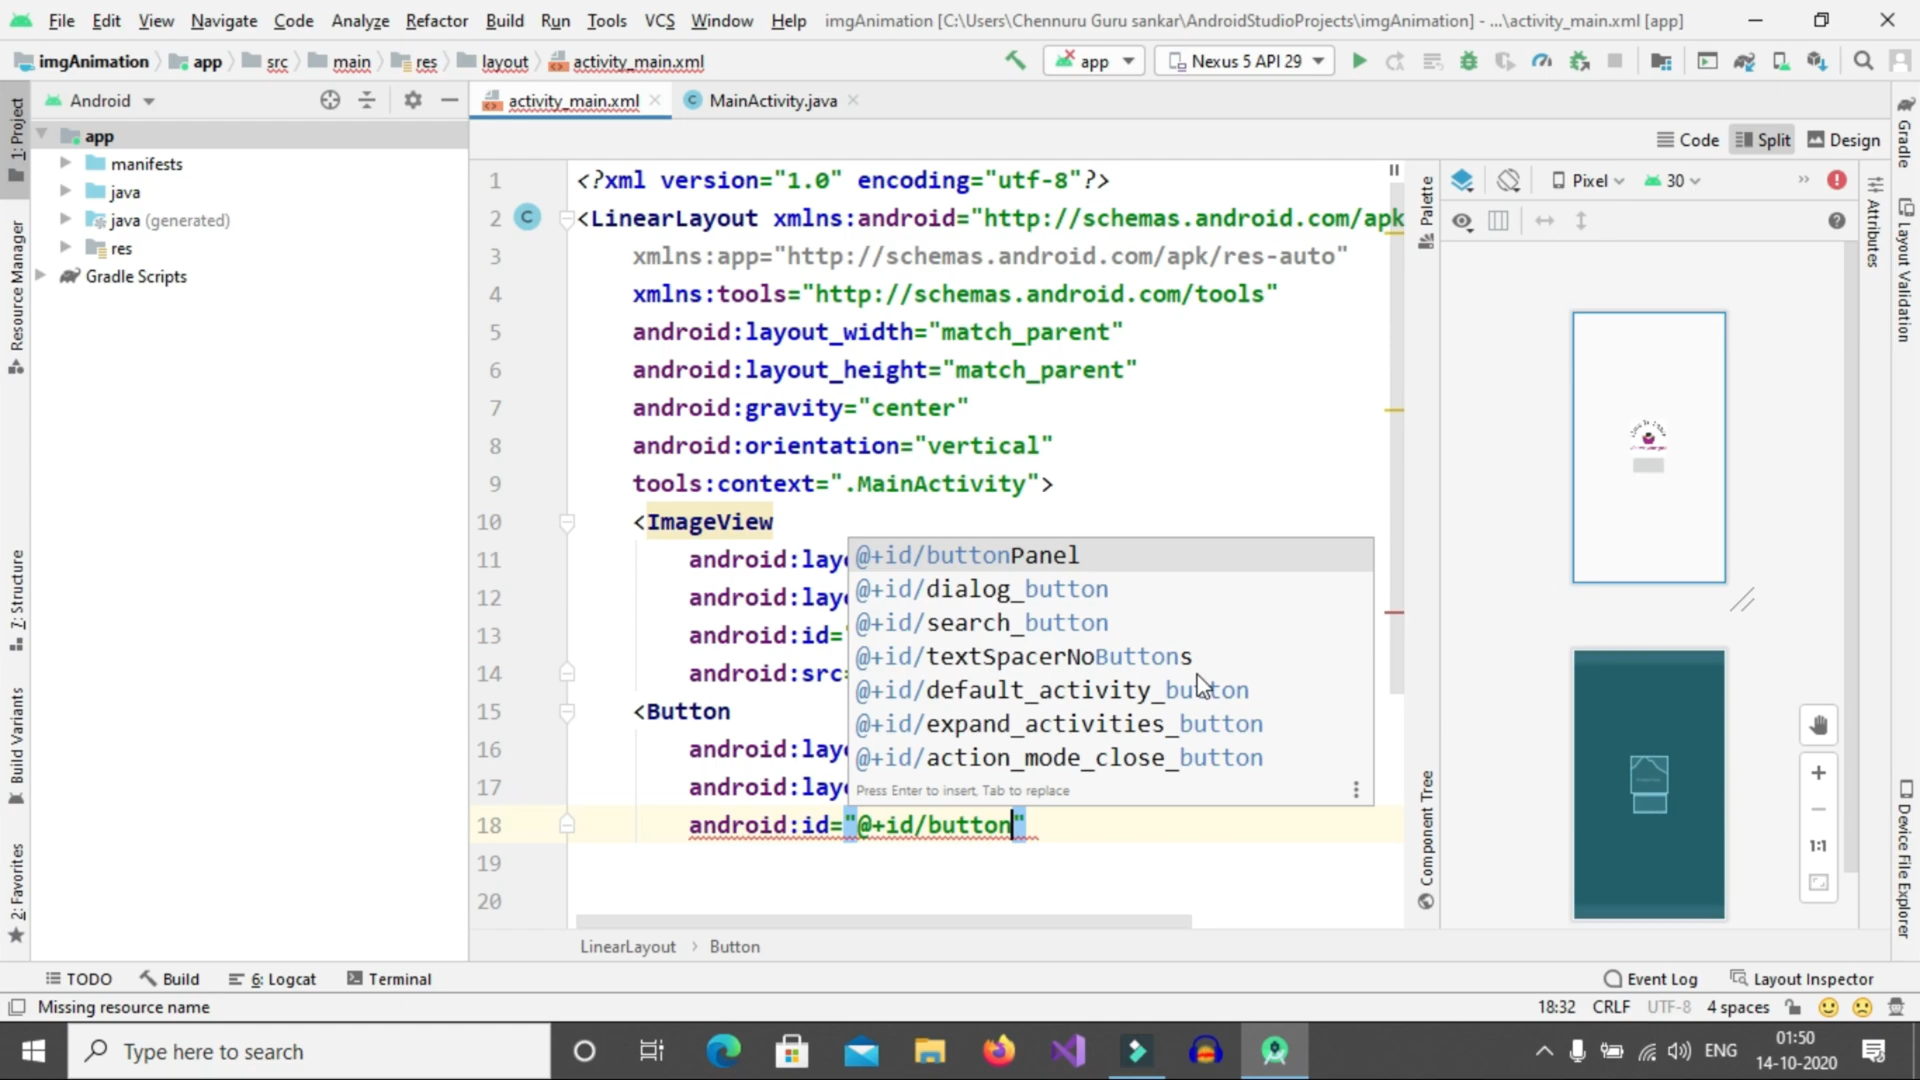 File Edit View Navigate Code Analyze Refactor Build Run Tools VCS Window Help imgAnimation [C:\Users\Chennuru Guru sankar\AndroidStudioProjects\imgAnimation] - ...\activity_main.xml [app]
imgAnimation app src main res layout activity_main.xml app Nexus 5 API 29
Android activity_main.xml MainActivity.java
Code Split Design
app
manifests
java
java (generated)
res
Gradle Scripts
1: Project
Resource Manager
7: Structure
Build Variants
2: Favorites
1 <?xml version="1.0" encoding="utf-8"?>
2 <LinearLayout xmlns:android="http://schemas.android.com/apk
3 xmlns:app="http://schemas.android.com/apk/res-auto"
4 xmlns:tools="http://schemas.android.com/tools"
5 android:layout_width="match_parent"
6 android:layout_height="match_parent"
7 android:gravity="center"
8 android:orientation="vertical"
9 tools:context=".MainActivity">
10 <ImageView
11 android:lay
12 android:lay
13 android:id="
14 android:src=
15 <Button
16 android:lay
17 android:lay
18 android:id="@+id/button"
19
20
@+id/buttonPanel
@+id/dialog_button
@+id/search_button
@+id/textSpacerNoButtons
@+id/default_activity_button
@+id/expand_activities_button
@+id/action_mode_close_button
Press Enter to insert, Tab to replace
Palette
Component Tree
Pixel 30
1:1
Attributes
Gradle
Layout Validation
Device File Explorer
LinearLayout Button
TODO Build 6: Logcat Terminal Event Log Layout Inspector
Missing resource name 18:32 CRLF UTF-8 4 spaces
Type here to search ENG 01:50
14-10-2020